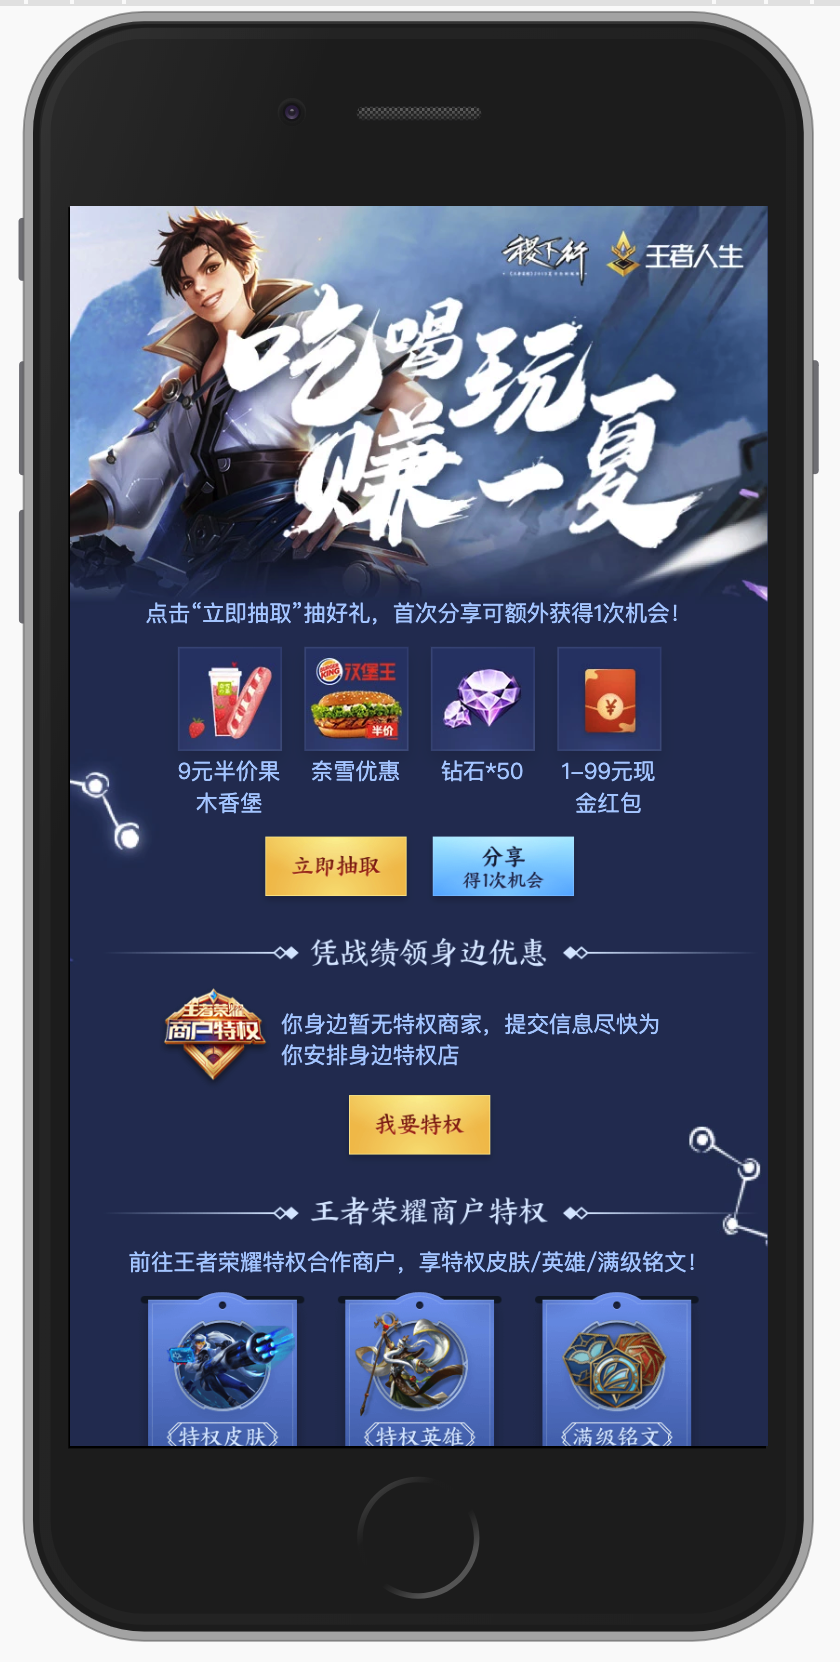 稷下行
王者人生
吃喝玩
赚一夏
点击“立即抽取”抽好礼，首次分享可额外获得1次机会！
BURGER KING
汉堡王
半价
¥
9元半价果
木香堡
奈雪优惠
钻石*50
1-99元现
金红包
立即抽取
分享
得1次机会
凭战绩领身边优惠
王者荣耀
商户特权
你身边暂无特权商家，提交信息尽快为
你安排身边特权店
我要特权
王者荣耀商户特权
前往王者荣耀特权合作商户，享特权皮肤/英雄/满级铭文！
特权皮肤
特权英雄
满级铭文